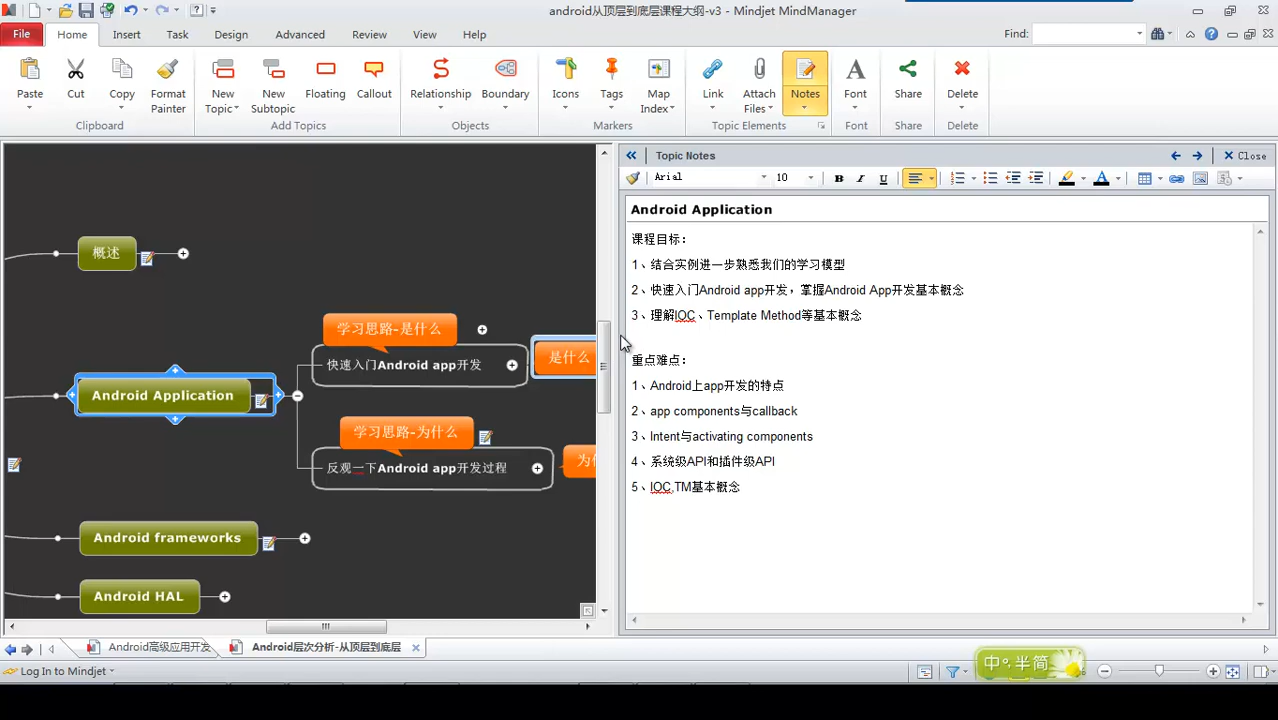 android从顶层到底层课程大纲-v3 - Mindjet MindManager
File Home Insert Task Design Advanced Review View Help
Find:
Paste Cut Copy Format Painter
New Topic New Subtopic Floating Callout
Relationship Boundary
Icons Tags Map Index
Link Attach Files Notes Font Share Delete
Clipboard Add Topics Objects Markers Topic Elements Font Share Delete
概述
学习思路-是什么
快速入门Android app开发
是什么
Android Application
学习思路-为什么
反观一下Android app开发过程
Android frameworks
Android HAL
Topic Notes
Close
Arial 10 B I U
Android Application
课程目标:
1、结合实例进一步熟悉我们的学习模型
2、快速入门Android app开发，掌握Android App开发基本概念
3、理解IOC、Template Method等基本概念
重点难点:
1、Android上app开发的特点
2、app components与callback
3、Intent与activating components
4、系统级API和插件级API
5、IOC,TM基本概念
Android高级应用开发
Android层次分析-从顶层到底层
Log In to Mindjet
中 半 简